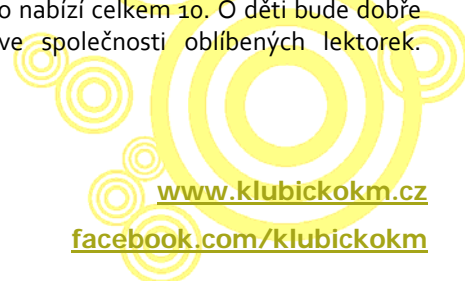 o nabízí celkem 10. O děti bude dobře
ve společnosti oblíbených lektorek.
www.klubickokm.cz
facebook.com/klubickokm